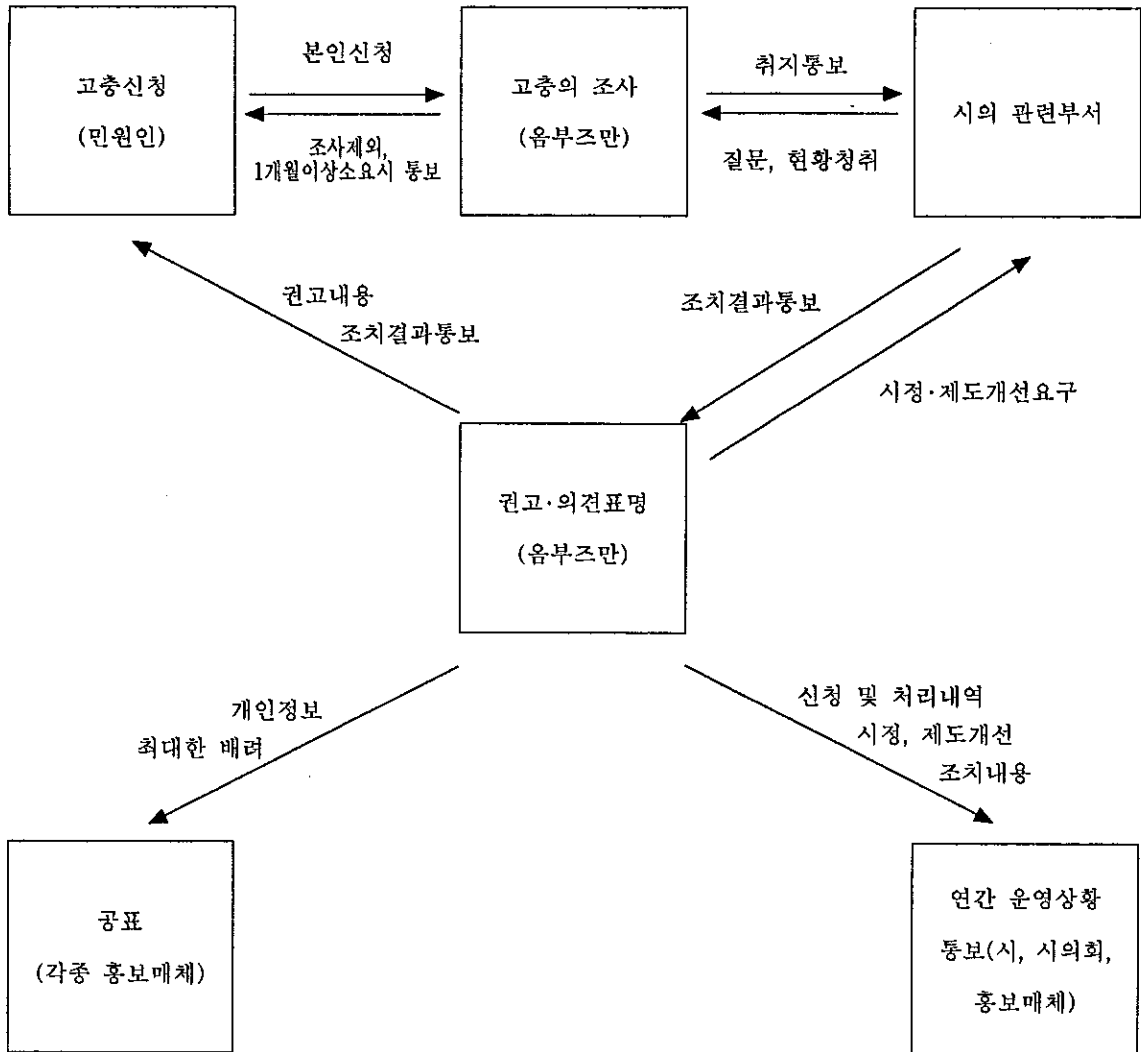 고충신청
(민원인)
본인신청
조사제외,
1개월이상소요시 통보
고충의 조사
(옴부즈만)
취지통보
질문, 현황청취
시의 관련부서
권고내용
조치결과통보
조치결과통보
시정·제도개선요구
권고·의견표명
(옴부즈만)
개인정보
최대한 배려
신청 및 처리내역
시정, 제도개선
조치내용
공표
(각종 홍보매체)
연간 운영상황
통보(시, 시의회,
홍보매체)